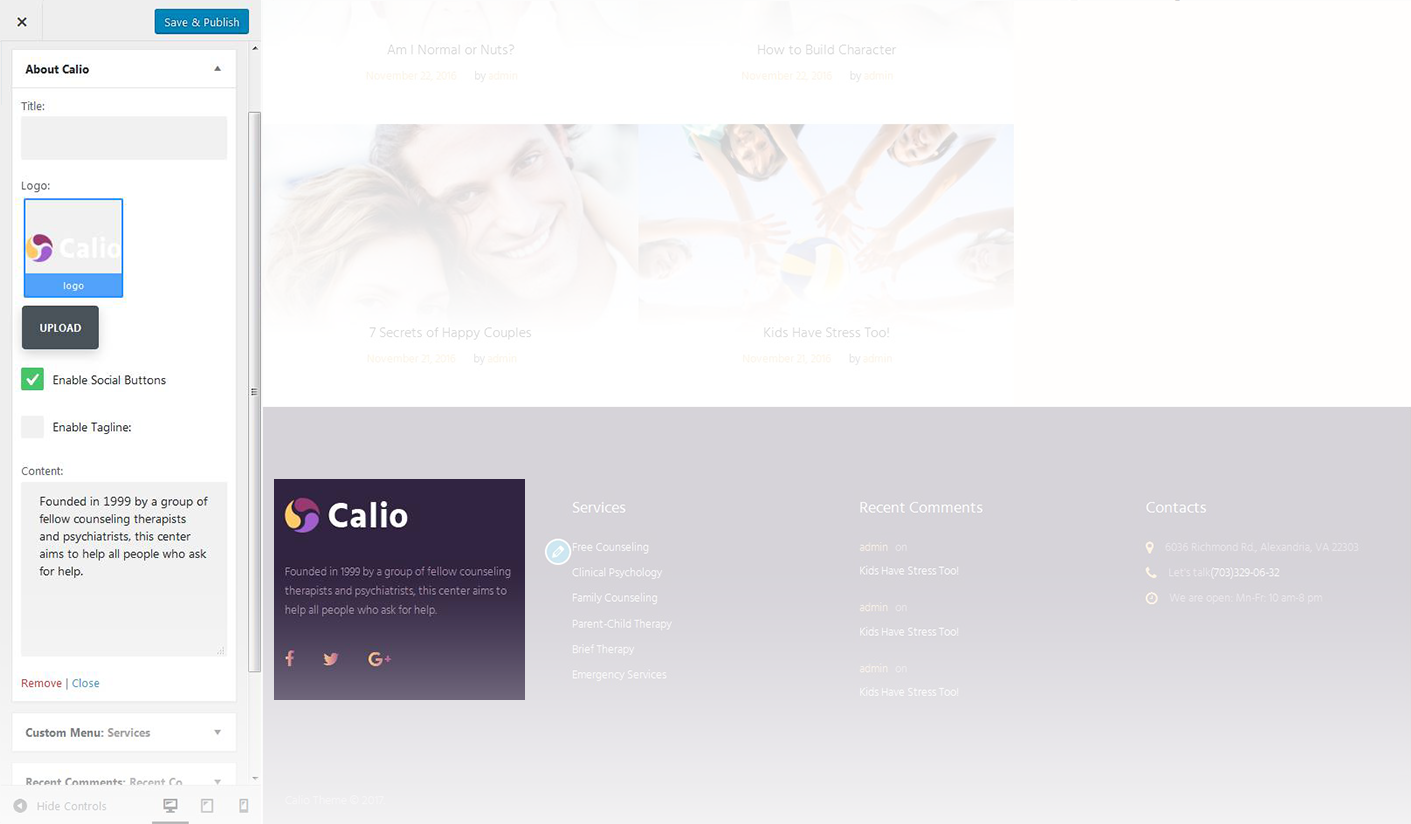 Save & Publish
About Calio
Title:
Logo:
Calio
logo
UPLOAD
Enable Social Buttons
Enable Tagline:
Content:
Founded in 1999 by a group of
fellow counseling therapists
and psychiatrists, this center
aims to help all people who ask
for help.
Remove | Close
Custom Menu: Services
Recent Comments: Recent Co
Hide Controls
Am I Normal or Nuts?
November 22, 2016 by admin
How to Build Character
November 22, 2016 by admin
7 Secrets of Happy Couples
November 21, 2016 by admin
Kids Have Stress Too!
November 21, 2016 by admin
Calio
Founded in 1999 by a group of fellow counseling
therapists and psychiatrists, this center aims to
help all people who ask for help.
Services
Free Counseling
Clinical Psychology
Family Counseling
Parent-Child Therapy
Brief Therapy
Emergency Services
Recent Comments
admin on
Kids Have Stress Too!
admin on
Kids Have Stress Too!
admin on
Kids Have Stress Too!
Contacts
6036 Richmond Rd., Alexandria, VA 22303
Let's talk(703)329-06-32
We are open: Mn-Fr: 10 am-8 pm
Calio Theme © 2017